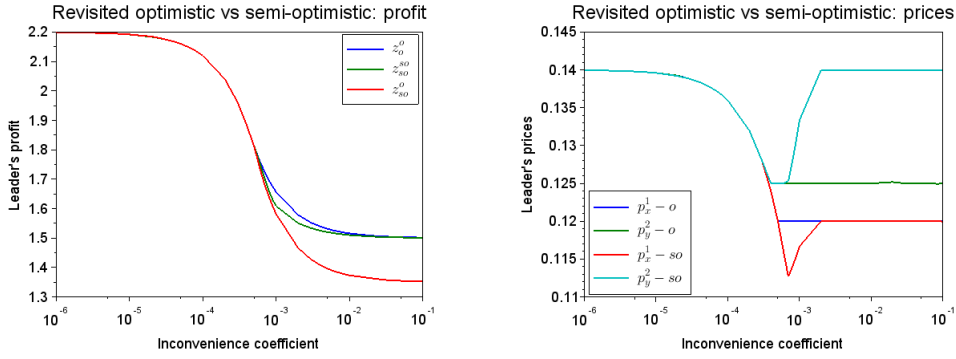 Revisited optimistic vs semi-optimistic: profit
2.2
2.1
2
1.9
1.8
1.7
1.6
1.5
1.4
1.3
Leader's profit
z_o^o
z_{so}^{so}
z_{so}^o
10^-6
10^-5
10^-4
10^-3
10^-2
10^-1
Inconvenience coefficient
Revisited optimistic vs semi-optimistic: prices
0.145
0.14
0.135
0.13
0.125
0.12
0.115
0.11
Leader's prices
p_x^1 - o
p_y^2 - o
p_x^1 - so
p_y^2 - so
10^-6
10^-5
10^-4
10^-3
10^-2
10^-1
Inconvenience coefficient